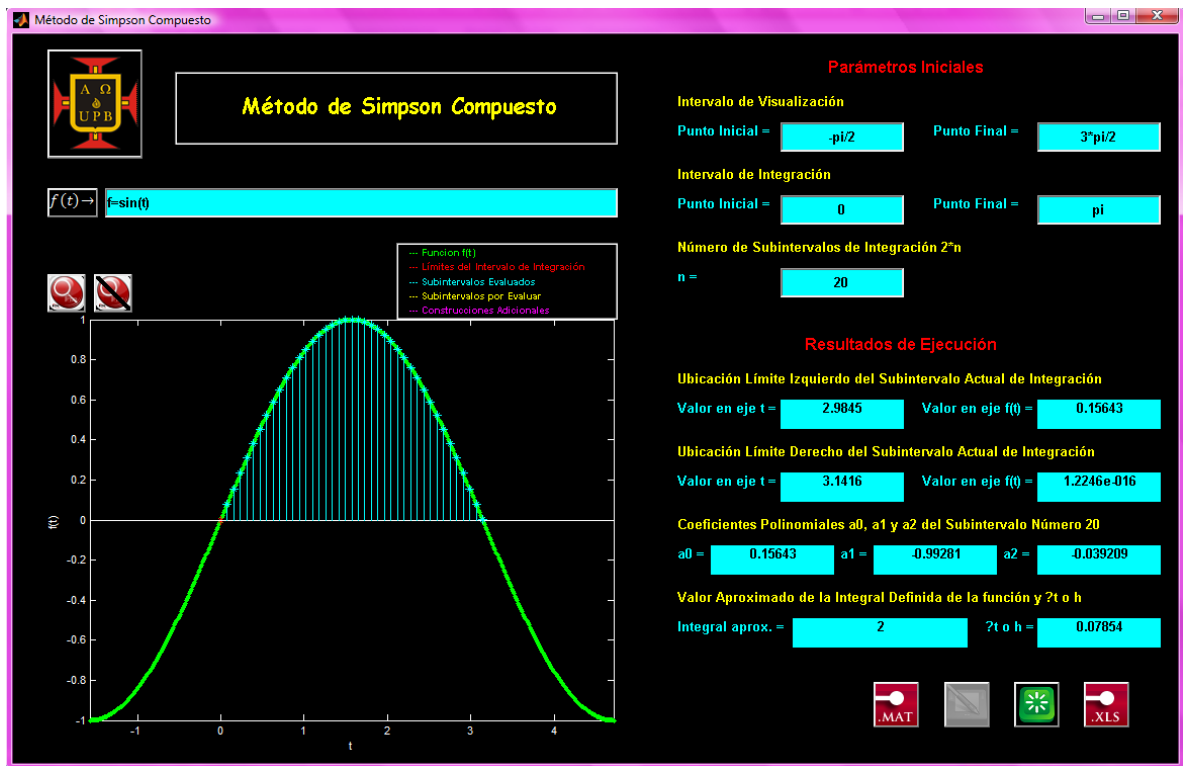 Método de Simpson Compuesto
Α Ω
UPB
Método de Simpson Compuesto
f(t)→
f=sin(t)
--- Funcion f(t)
--- Límites del Intervalo de Integración
--- Subintervalos Evaluados
--- Subintervalos por Evaluar
--- Construcciones Adicionales
1
0.8
0.6
0.4
0.2
0
-0.2
-0.4
-0.6
-0.8
-1
f(t)
-1 0 1 2 3 4
t
Parámetros Iniciales
Intervalo de Visualización
Punto Inicial = -pi/2 Punto Final = 3*pi/2
Intervalo de Integración
Punto Inicial = 0 Punto Final = pi
Número de Subintervalos de Integración 2*n
n = 20
Resultados de Ejecución
Ubicación Límite Izquierdo del Subintervalo Actual de Integración
Valor en eje t = 2.9845 Valor en eje f(t) = 0.15643
Ubicación Límite Derecho del Subintervalo Actual de Integración
Valor en eje t = 3.1416 Valor en eje f(t) = 1.2246e-016
Coeficientes Polinomiales a0, a1 y a2 del Subintervalo Número 20
a0 = 0.15643 a1 = -0.99281 a2 = -0.039209
Valor Aproximado de la Integral Definida de la función y ?t o h
Integral aprox. = 2 ?t o h = 0.07854
.MAT
.XLS